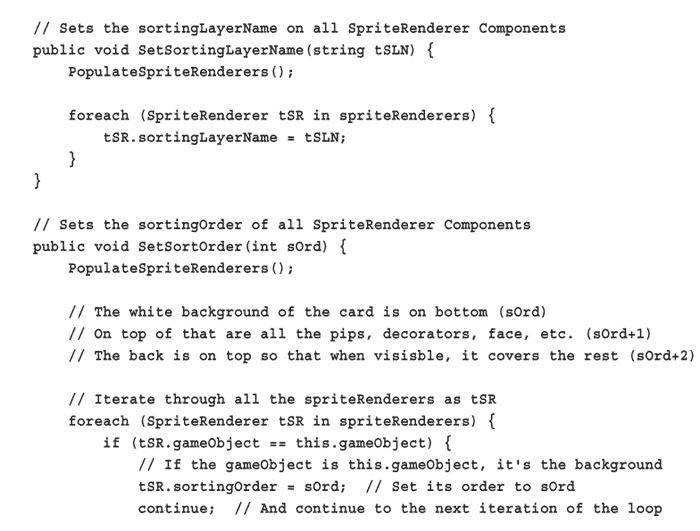 // Sets the sortingLayerName on all SpriteRenderer Components
public void SetSortingLayerName(string tSLN) {
PopulateSpriteRenderers();
foreach (SpriteRenderer tSR in spriteRenderers) {
tSR.sortingLayerName = tSLN;
}
}
// Sets the sortingOrder of all SpriteRenderer Components
public void SetSortOrder(int sOrd) {
PopulateSpriteRenderers();
// The white background of the card is on bottom (sOrd)
// On top of that are all the pips, decorators, face, etc. (sOrd+1)
// The back is on top so that when visisble, it covers the rest (sOrd+2)
// Iterate through all the spriteRenderers as tSR
foreach (SpriteRenderer tSR in spriteRenderers) {
if (tSR.gameObject == this.gameObject) {
// If the gameObject is this.gameObject, it's the background
tSR.sortingOrder = sOrd;  // Set its order to sOrd
continue;  // And continue to the next iteration of the loop